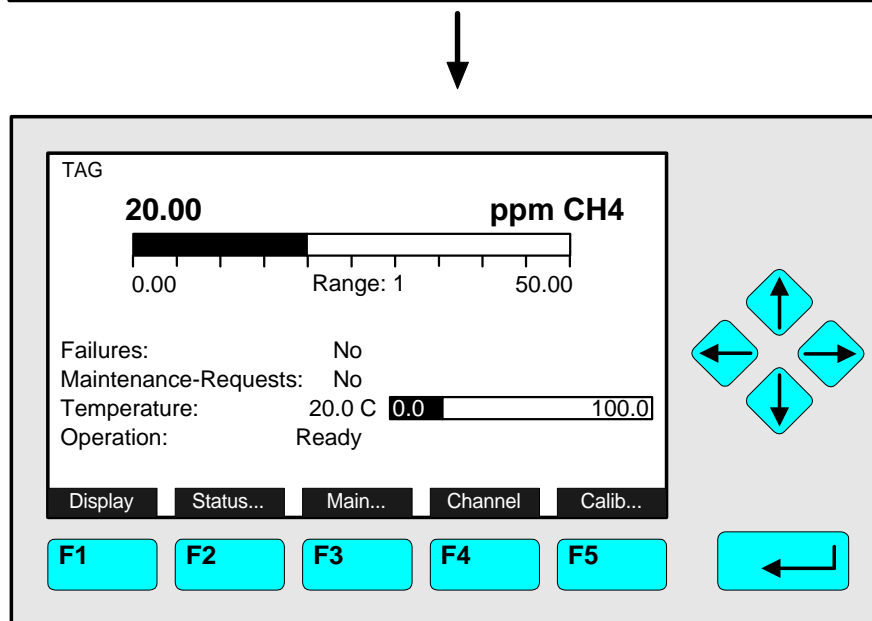 TAG
20.00 ppm CH4
0.00 Range: 1 50.00
Failures: No
Maintenance-Requests: No
Temperature: 20.0 C 0.0 100.0
Operation: Ready
Display Status... Main... Channel Calib...
F1 F2 F3 F4 F5